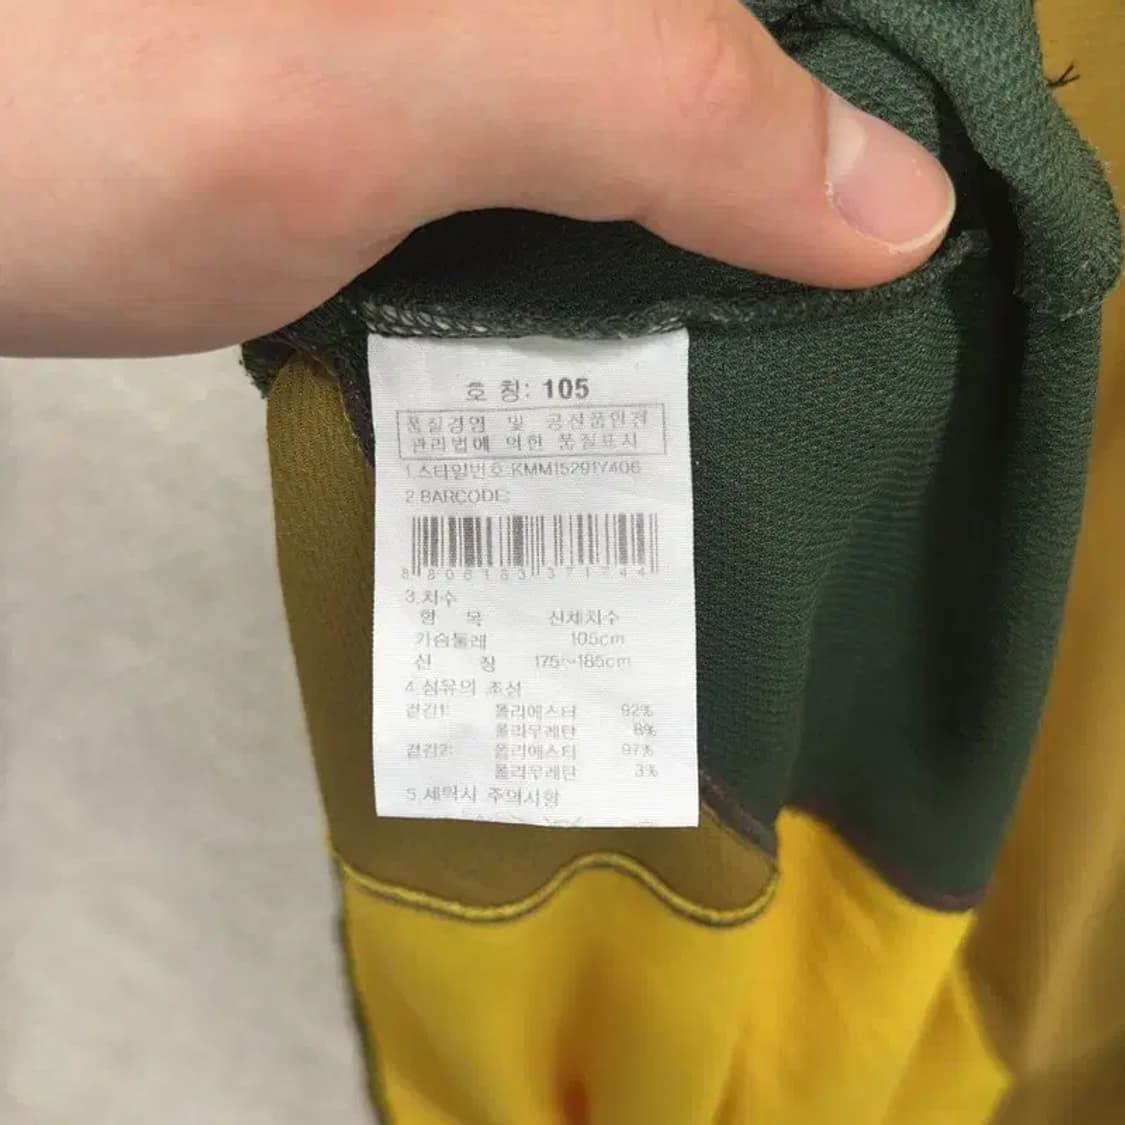 호 칭: 105
품질경영 및 공산품안전
관리법에 의한 품질표시
1.스타일번호:KMM15291Y406
2.BARCODE:
8 806183 371744
3.치수
항 목 신체치수
가슴둘레 105cm
신 장 175~185cm
4.섬유의 조성
겉감1: 폴리에스터 92%
폴리우레탄 8%
겉감2: 폴리에스터 97%
폴리우레탄 3%
5.세탁시 주의사항